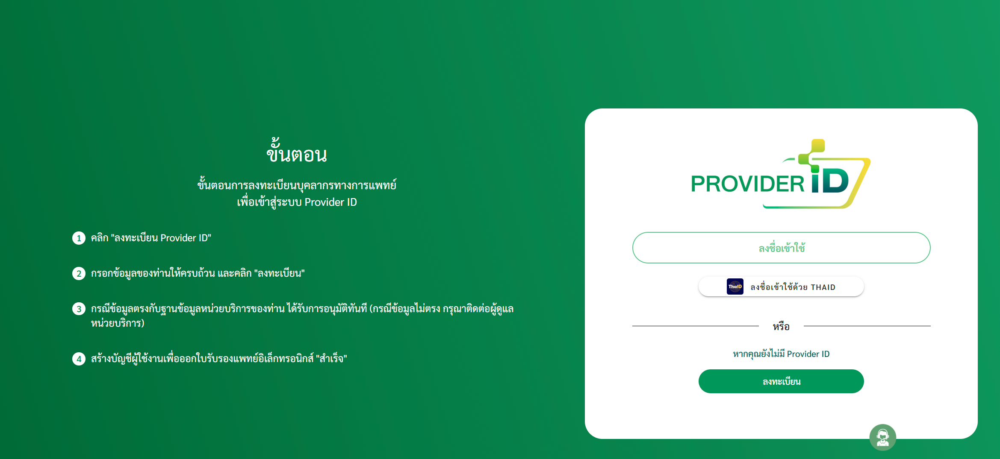 ขั้นตอน
ขั้นตอนการลงทะเบียนบุคลากรทางการแพทย์
เพื่อเข้าสู่ระบบ Provider ID
1 คลิก "ลงทะเบียน Provider ID"
2 กรอกข้อมูลของท่านให้ครบถ้วน และคลิก "ลงทะเบียน"
3 กรณีข้อมูลตรงกับฐานข้อมูลหน่วยบริการของท่าน ได้รับการอนุมัติทันที (กรณีข้อมูลไม่ตรง กรุณาติดต่อผู้ดูแล
หน่วยบริการ)
4 สร้างบัญชีผู้ใช้งานเพื่อออกใบรับรองแพทย์อิเล็กทรอนิกส์ "สำเร็จ"
PROVIDER iD
ลงชื่อเข้าใช้
ThaiD ลงชื่อเข้าใช้ด้วย THAID
หรือ
หากคุณยังไม่มี Provider ID
ลงทะเบียน